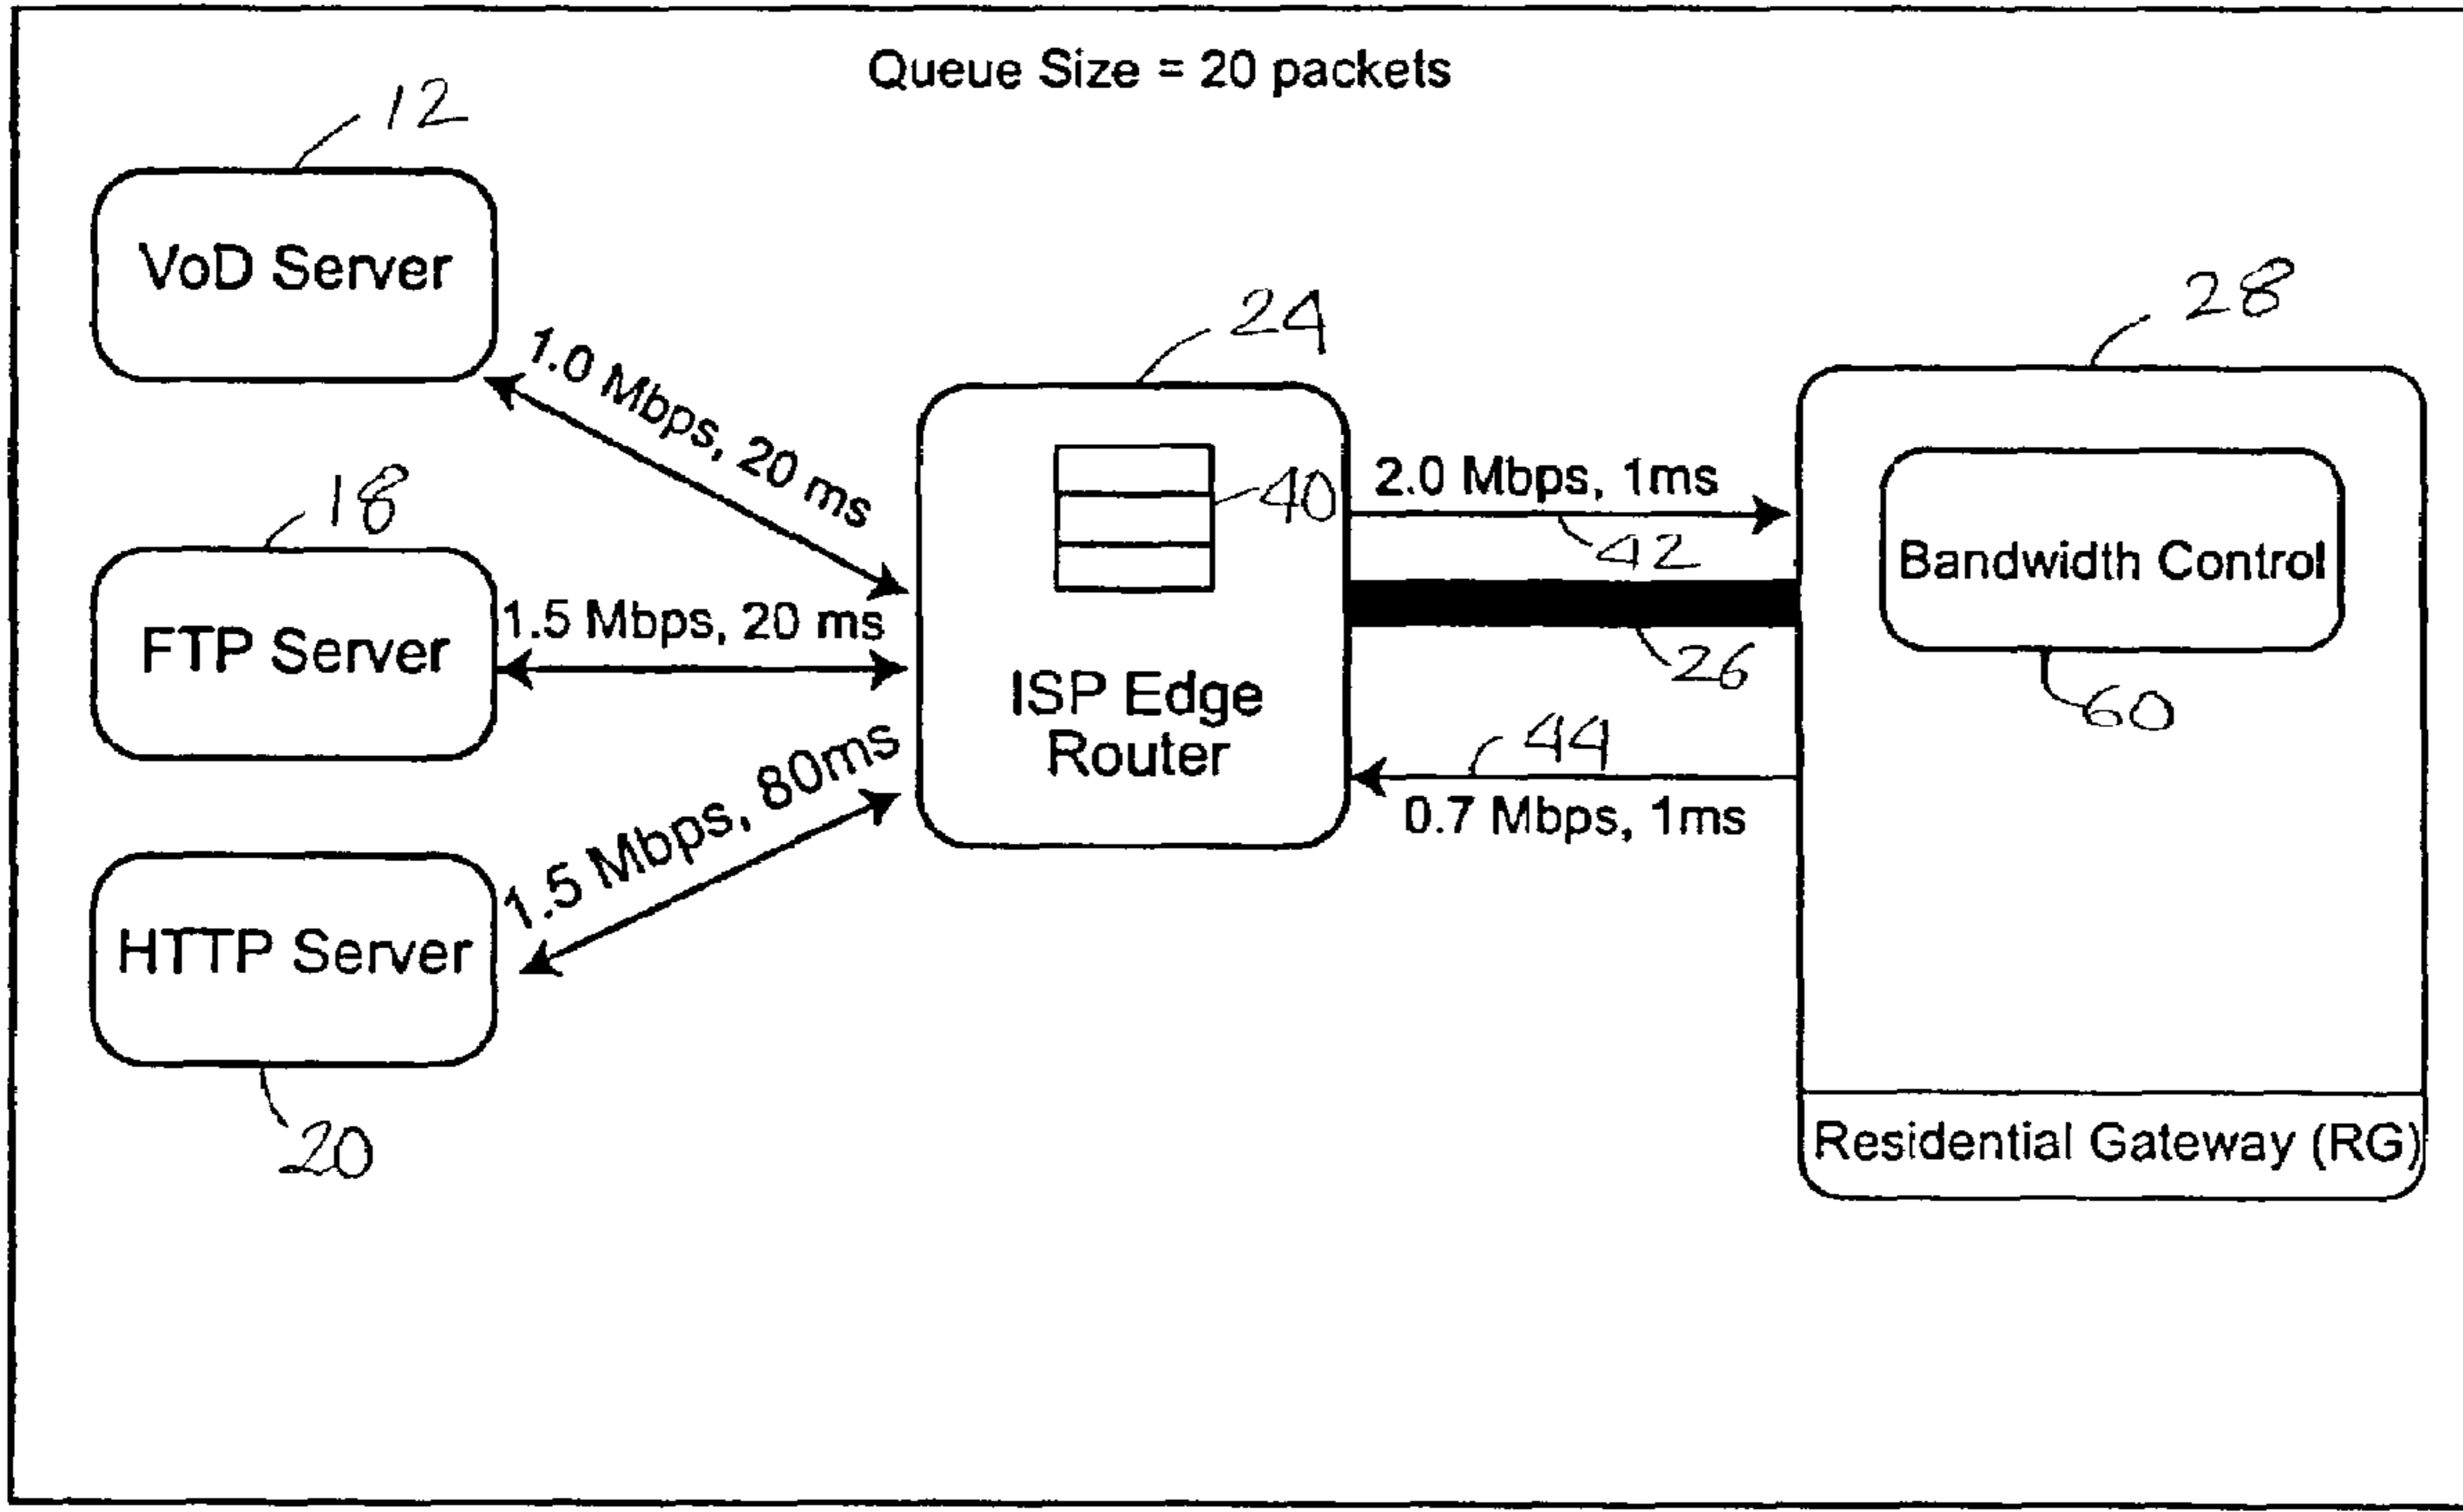 Queue Size = 20 packets
12
VoD Server
1.0 Mbps, 20 ms
18
FTP Server
1.5 Mbps, 20 ms
HTTP Server
1.5 Mbps, 80ms
20
24
40
ISP Edge
Router
2.0 Mbps, 1ms
42
26
44
0.7 Mbps, 1ms
28
Bandwidth Control
60
Residential Gateway (RG)